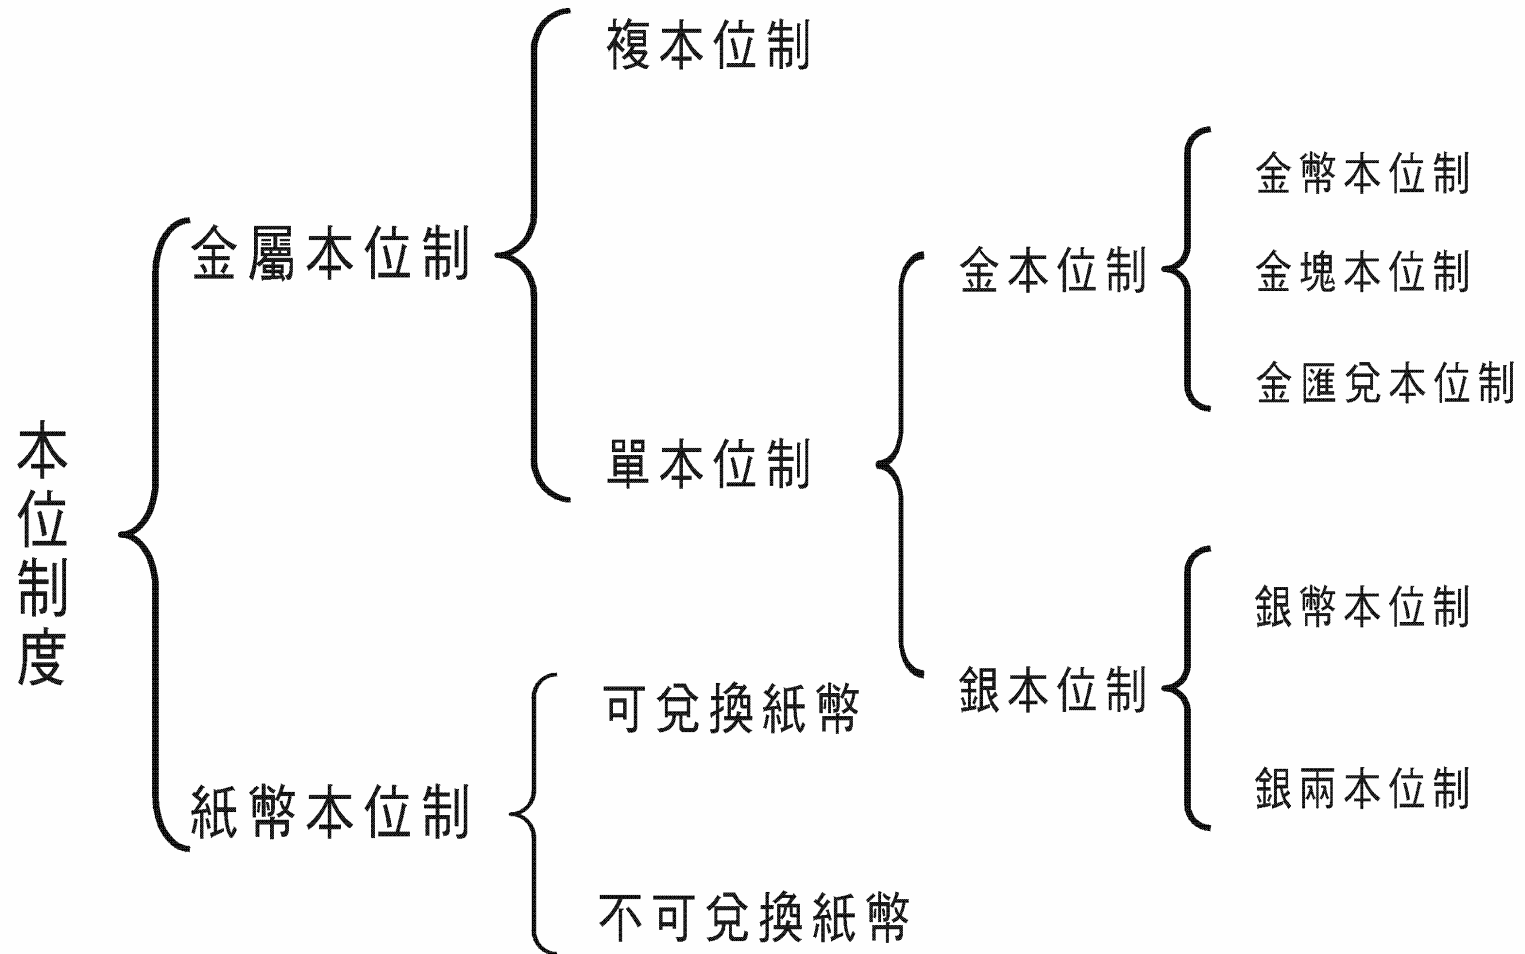 本位制度
金屬本位制
複本位制
單本位制
金本位制
金幣本位制
金塊本位制
金匯兌本位制
銀本位制
銀幣本位制
銀兩本位制
紙幣本位制
可兌換紙幣
不可兌換紙幣